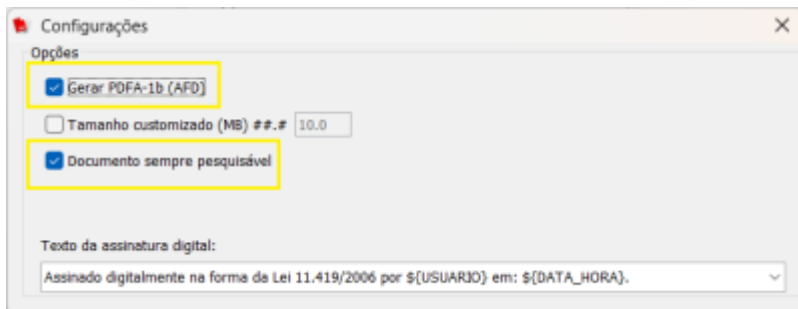 Configurações
Opções
Gerar PDFA-1b (AFD)
Tamanho customizado (MB) ##.# 10.0
Documento sempre pesquisável
Texto da assinatura digital:
Assinado digitalmente na forma da Lei 11.419/2006 por ${USUARIO} em: ${DATA_HORA}.